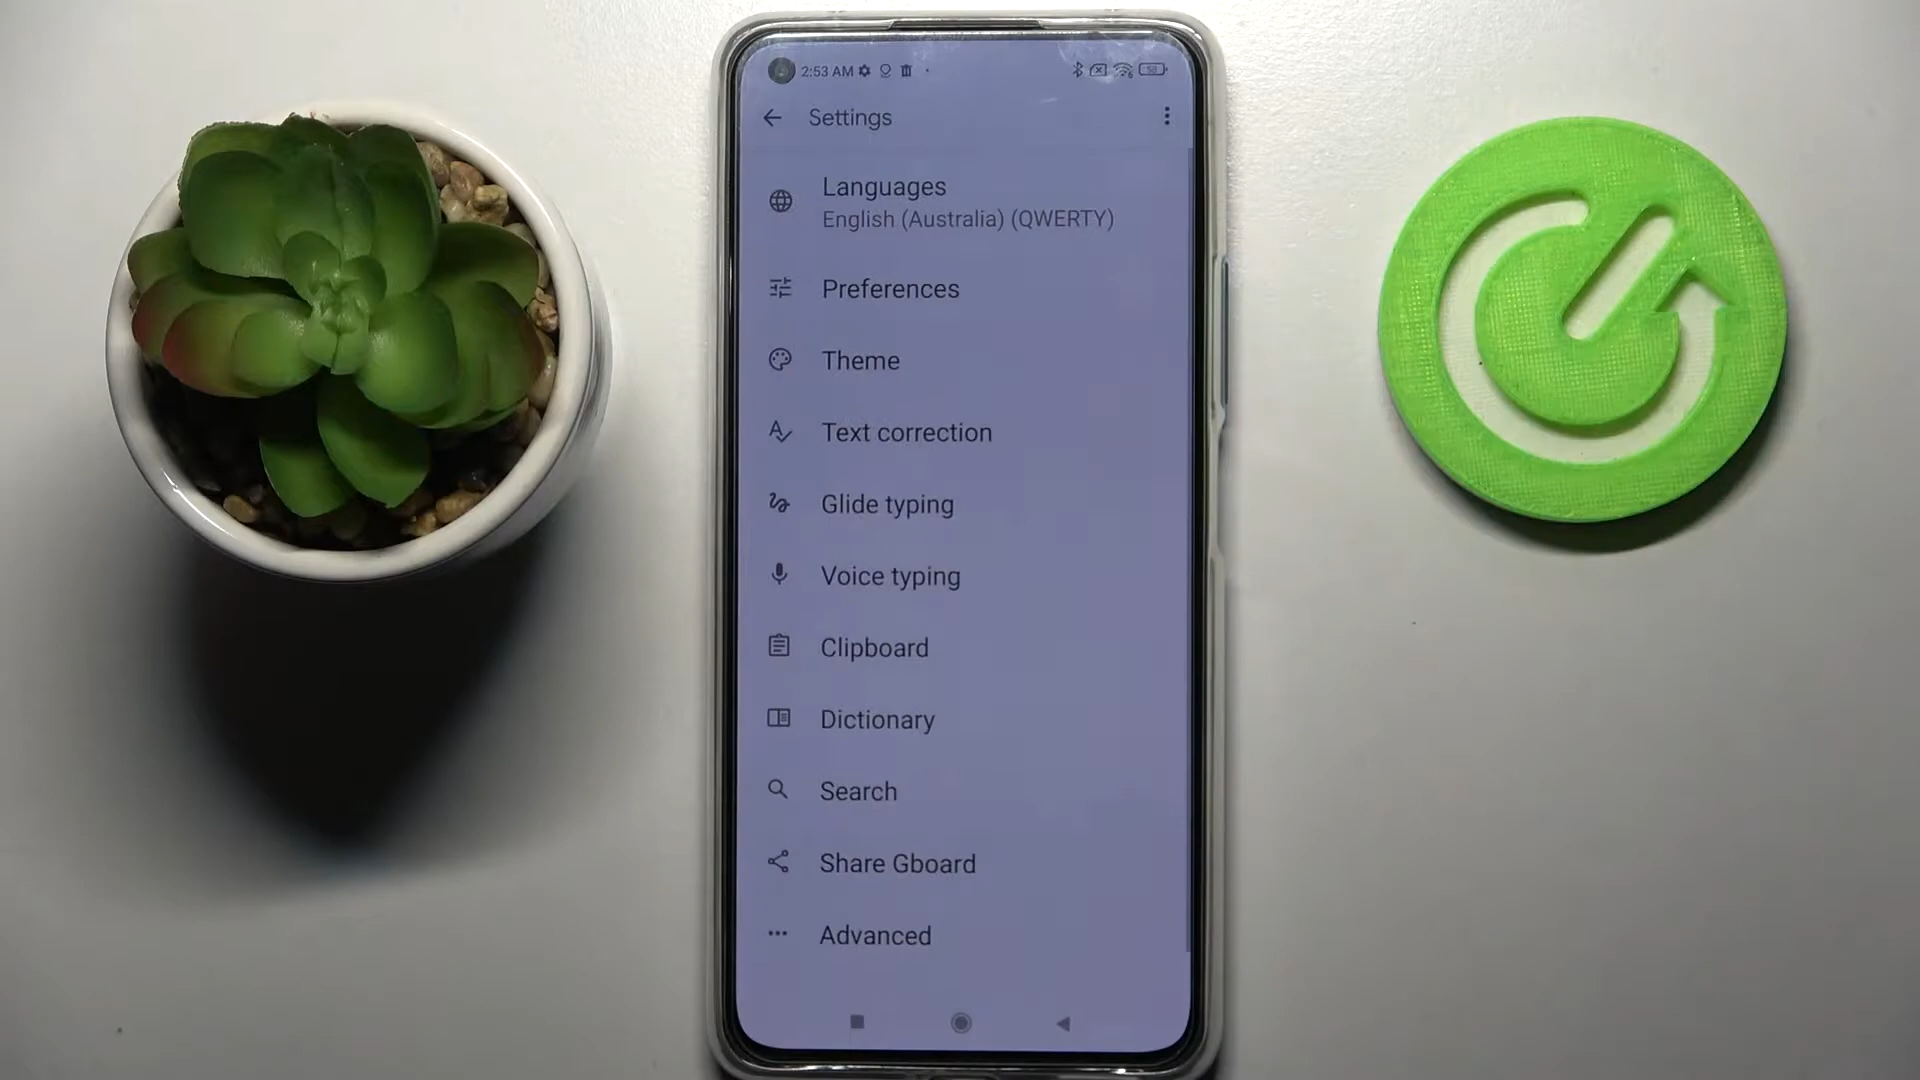 2:53 AM
Settings
Languages
English (Australia) (QWERTY)
Preferences
Theme
Text correction
Glide typing
Voice typing
Clipboard
Dictionary
Search
Share Gboard
Advanced